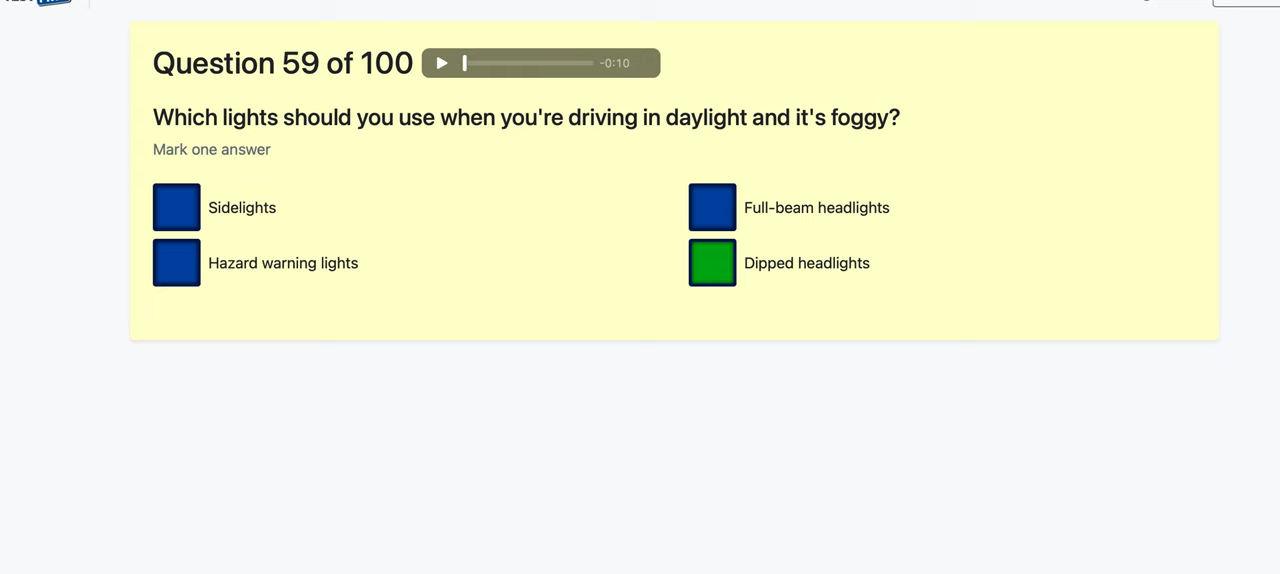 Question 59 of 100
-0:10
Which lights should you use when you're driving in daylight and it's foggy?
Mark one answer
Sidelights
Full-beam headlights
Hazard warning lights
Dipped headlights